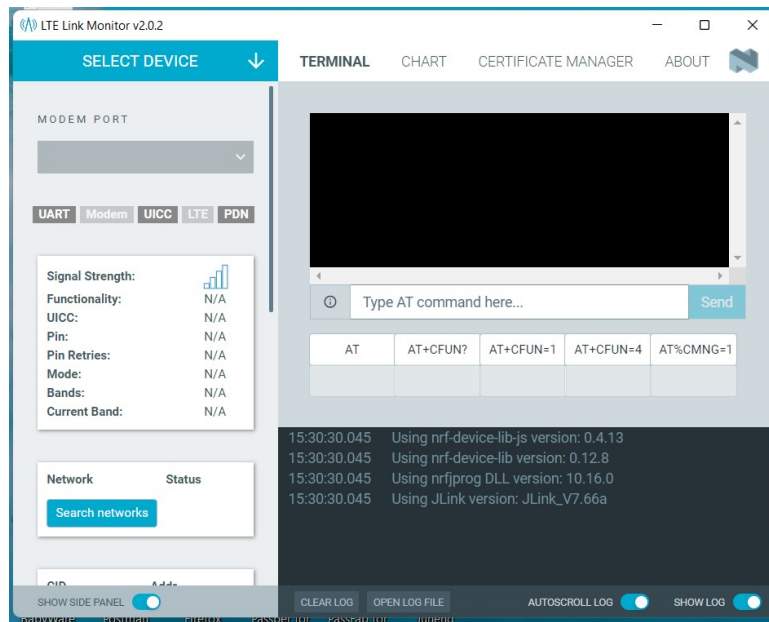 LTE Link Monitor v2.0.2
SELECT DEVICE
TERMINAL CHART CERTIFICATE MANAGER ABOUT
MODEM PORT
UART Modem UICC LTE PDN
Signal Strength:
Functionality: N/A
UICC: N/A
Pin: N/A
Pin Retries: N/A
Mode: N/A
Bands: N/A
Current Band: N/A
Network Status
Search networks
CID Addr
SHOW SIDE PANEL
Type AT command here... Send
AT AT+CFUN? AT+CFUN=1 AT+CFUN=4 AT%CMNG=1
15:30:30.045 Using nrf-device-lib-js version: 0.4.13
15:30:30.045 Using nrf-device-lib version: 0.12.8
15:30:30.045 Using nrfjprog DLL version: 10.16.0
15:30:30.045 Using JLink version: JLink_V7.66a
CLEAR LOG OPEN LOG FILE AUTOSCROLL LOG SHOW LOG